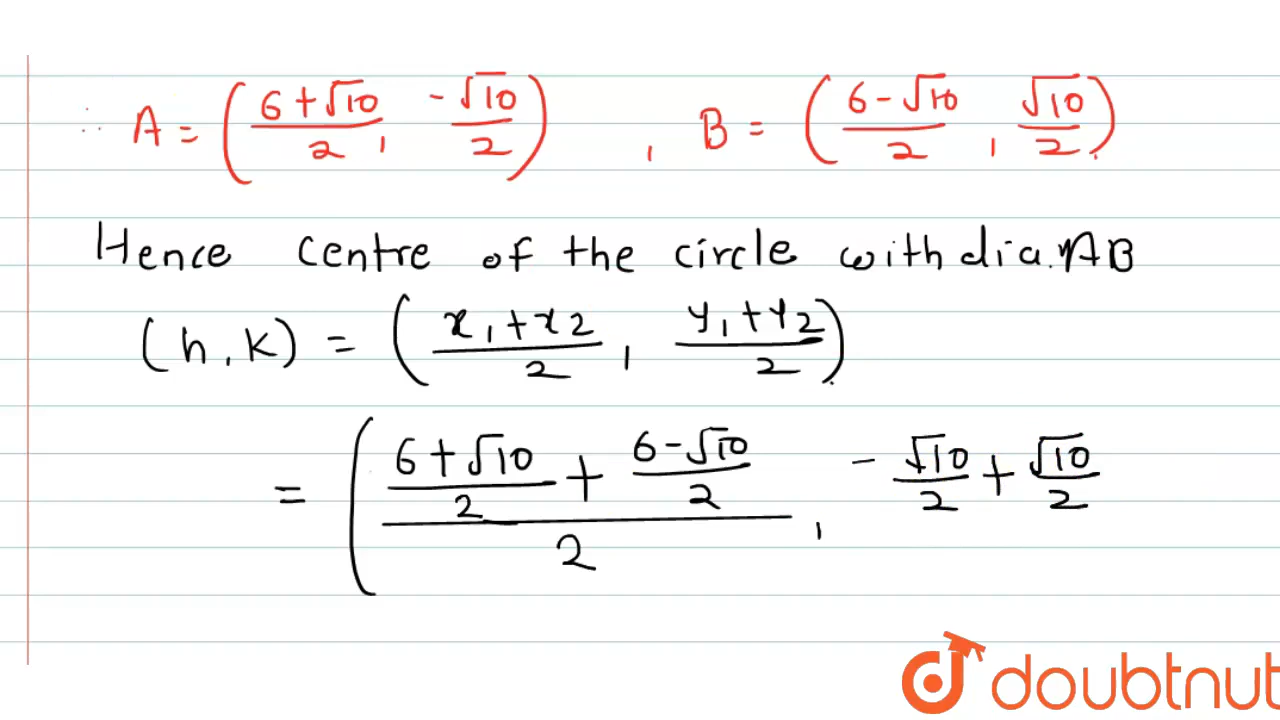 ∴ A = ( (6+√10)/2 , -√10/2 ) , B = ( (6-√10)/2 , √10/2 )
Hence centre of the circle with dia. AB
(h, k) = ( (x₁+x₂)/2 , (y₁+y₂)/2 )
= ( ( (6+√10)/2 + (6-√10)/2 )/2 , - √10/2 + √10/2
doubtnut